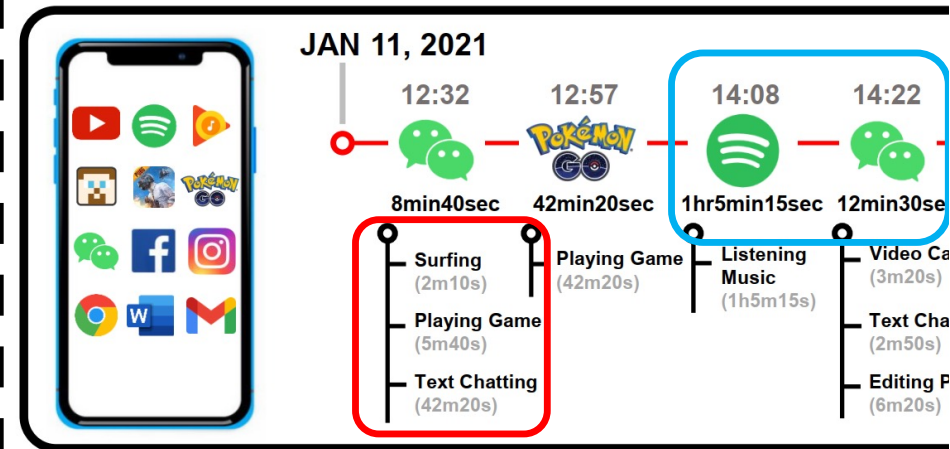 JAN 11, 2021
12:32
12:57
14:08
14:22
POKÉMON
GO
8min40sec
42min20sec
1hr5min15sec
12min30se
Surfing
(2m10s)
Playing Game
(5m40s)
Text Chatting
(42m20s)
Playing Game
(42m20s)
Listening
Music
(1h5m15s)
Video Ca
(3m20s)
Text Cha
(2m50s)
Editing P
(6m20s)
POKÉMON
GO
W